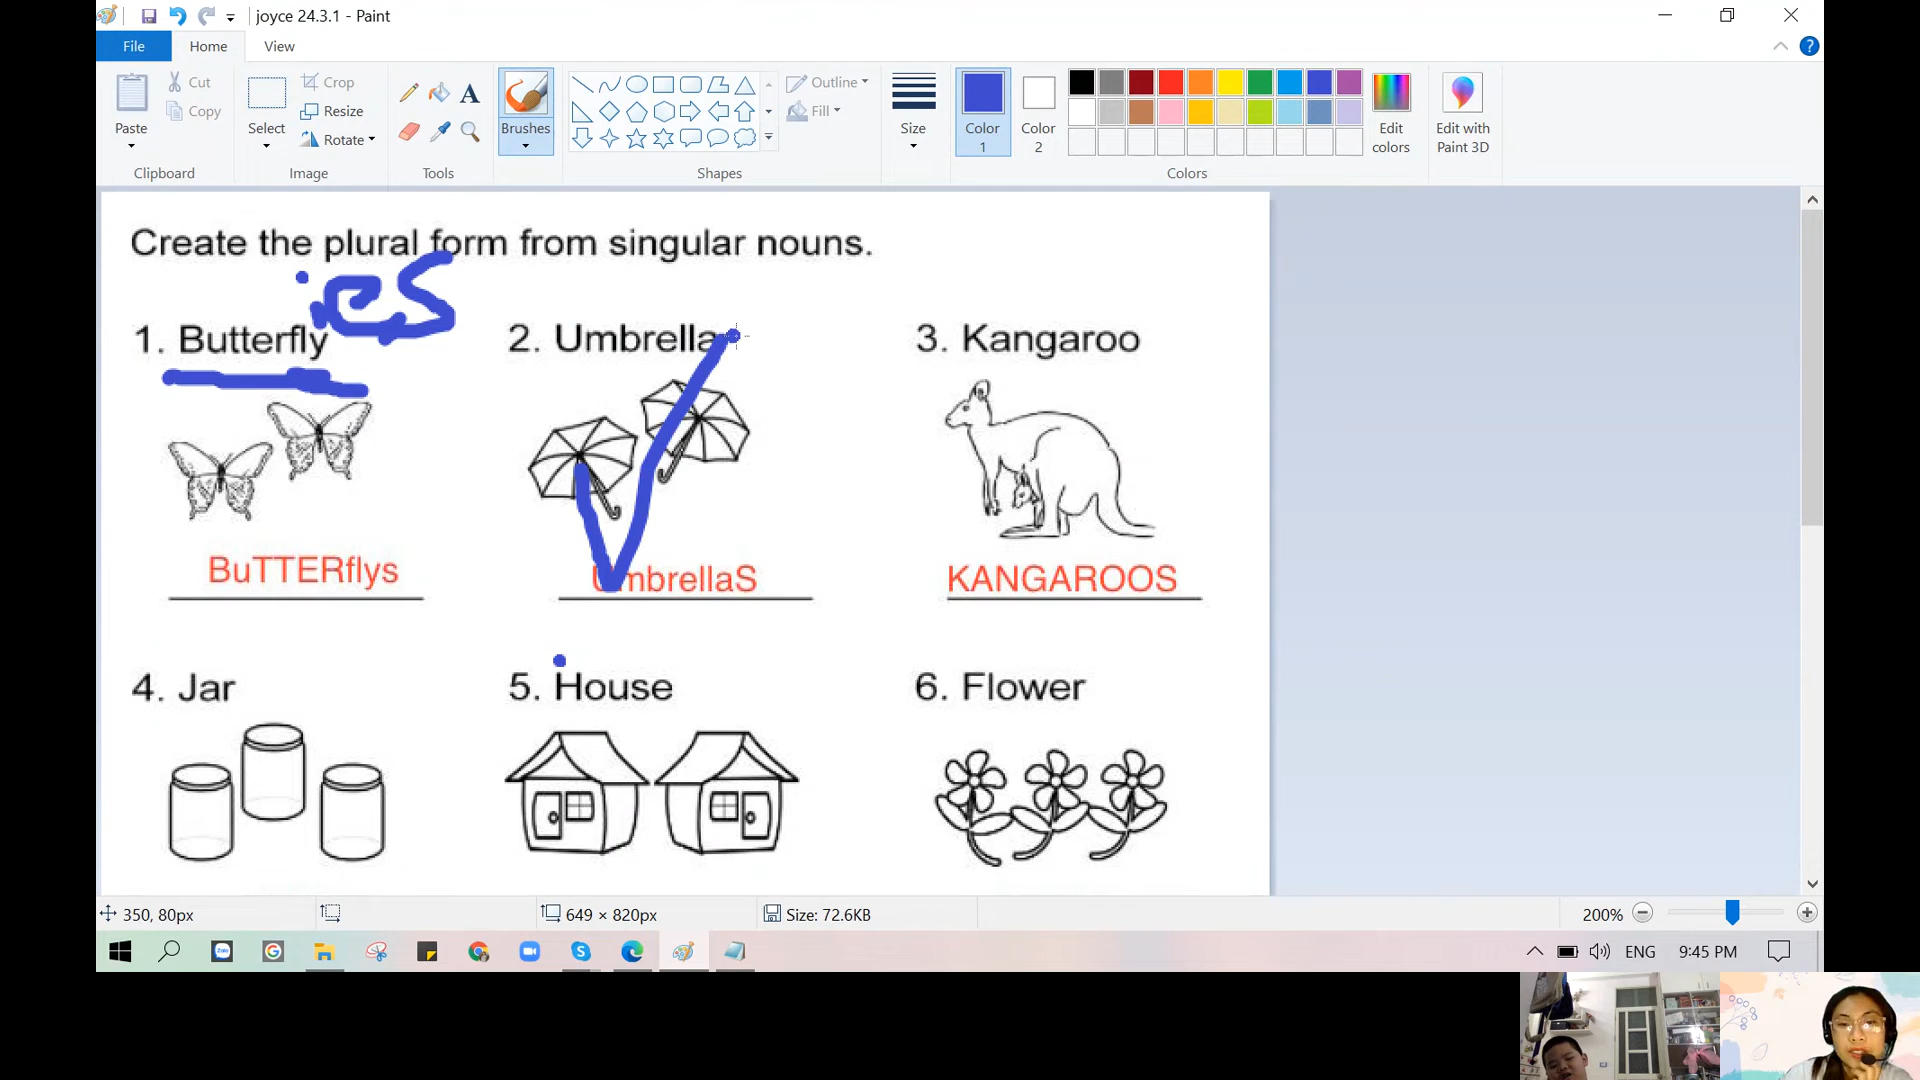 joyce 24.3.1 - Paint
File Home View
Cut
Copy
Paste
Clipboard
Crop
Resize
Rotate
Select
Image
Tools
Brushes
Shapes
Outline
Fill
Size
Color 1
Color 2
Edit colors
Edit with Paint 3D
Colors
Create the plural form from singular nouns.
ies
1. Butterfly 2. Umbrella 3. Kangaroo
BuTTERflys UmbrellaS KANGAROOS
4. Jar 5. House 6. Flower
350, 80px 649 × 820px Size: 72.6KB 200%
Zalo ENG 9:45 PM